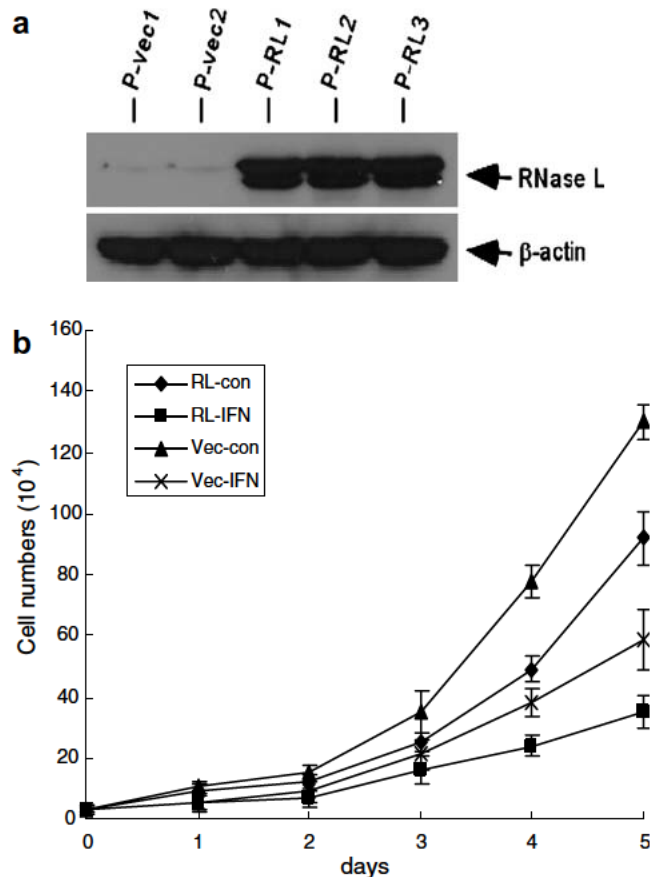 a
P-vec1 P-vec2 P-RL1 P-RL2 P-RL3
RNase L
β-actin
b
160
140
120
100
80
60
40
20
0
Cell numbers (10⁴)
RL-con
RL-IFN
Vec-con
Vec-IFN
0 1 2 3 4 5
days